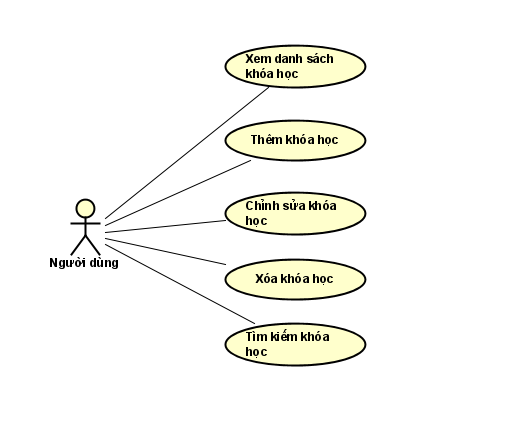 Xem danh sách
khóa học
Thêm khóa học
Chỉnh sửa khóa
học
Người dùng
Xóa khóa học
Tìm kiếm khóa
học